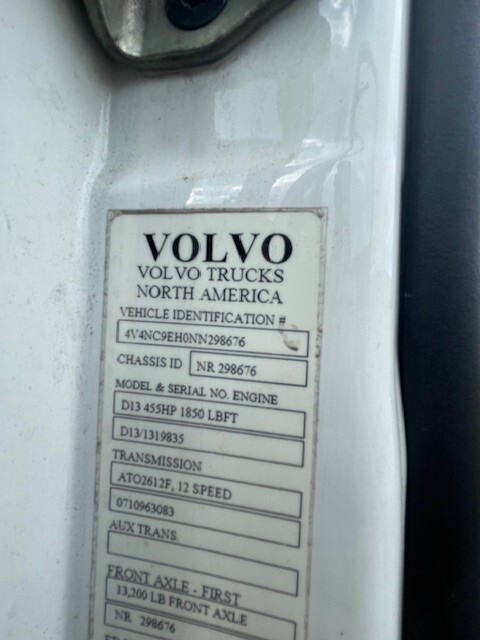 VOLVO
VOLVO TRUCKS
NORTH AMERICA
VEHICLE IDENTIFICATION #
4V4NC9EH0NN298676
CHASSIS ID NR 298676
MODEL & SERIAL NO. ENGINE
D13 455HP 1850 LBFT
D13/1319835
TRANSMISSION
ATO2612F, 12 SPEED
0710963083
AUX TRANS.
FRONT AXLE - FIRST
13,200 LB FRONT AXLE
NR 298676